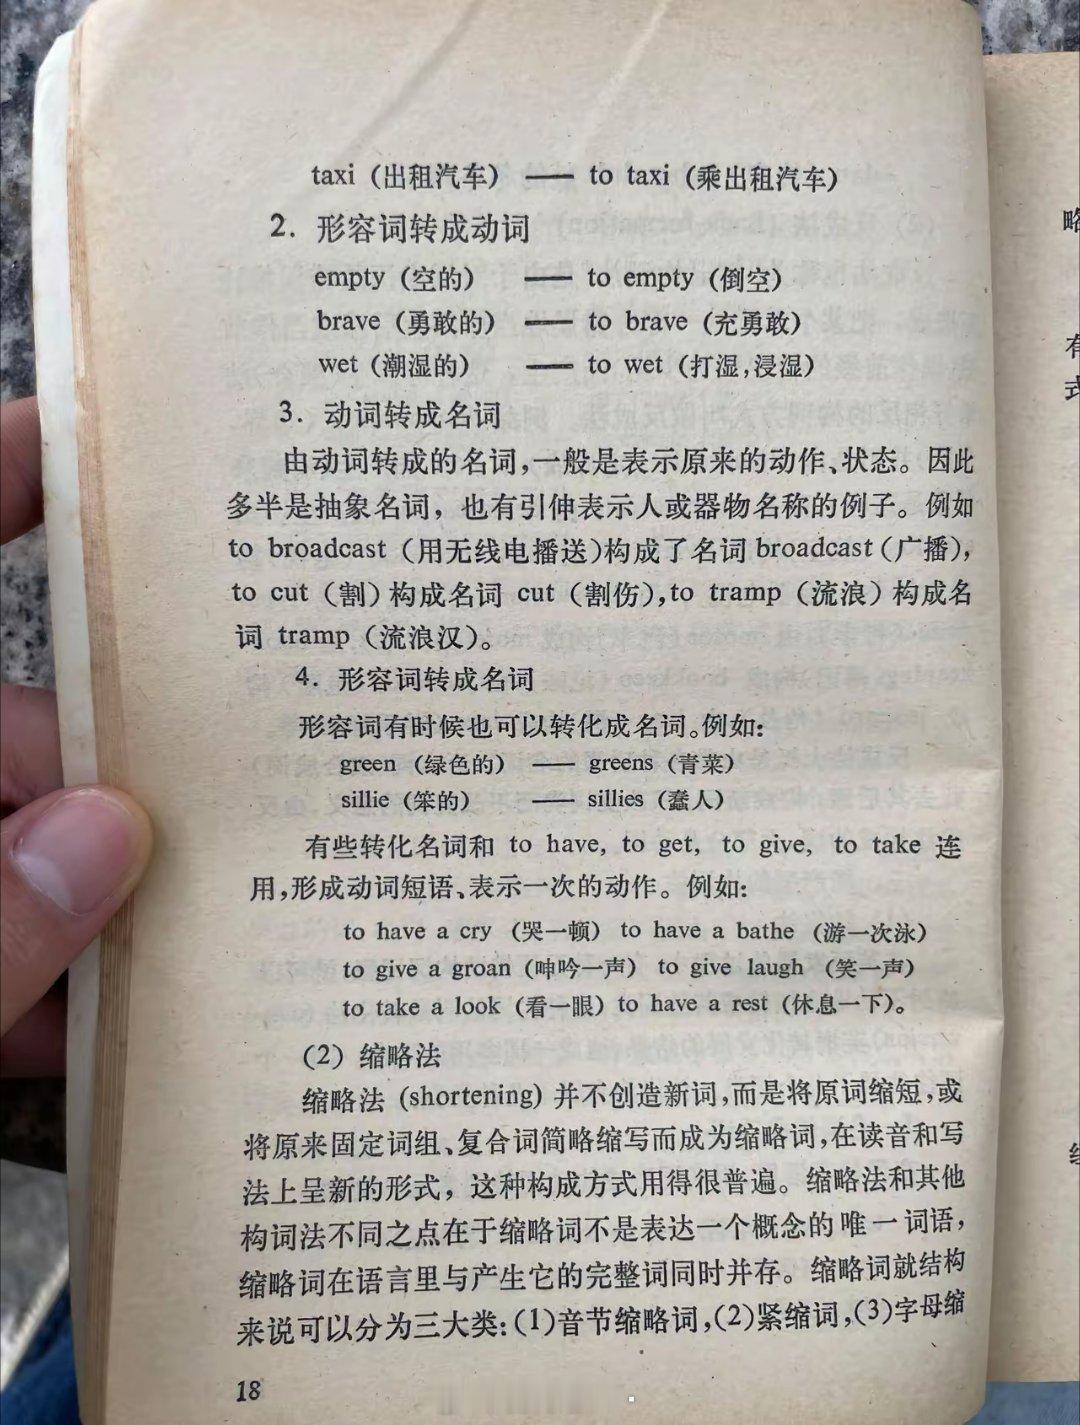 taxi (出租汽车) —— to taxi (乘出租汽车)
2. 形容词转成动词
empty (空的) —— to empty (倒空)
brave (勇敢的) —— to brave (充勇敢)
wet (潮湿的) —— to wet (打湿,浸湿)
3. 动词转成名词
由动词转成的名词,一般是表示原来的动作、状态。因此
多半是抽象名词，也有引伸表示人或器物名称的例子。例如
to broadcast (用无线电播送)构成了名词 broadcast (广播),
to cut (割) 构成名词 cut (割伤),to tramp (流浪) 构成名
词 tramp (流浪汉)。
4. 形容词转成名词
形容词有时候也可以转化成名词。例如:
green (绿色的) —— greens (青菜)
sillie (笨的) —— sillies (蠢人)
有些转化名词和 to have, to get, to give, to take 连
用,形成动词短语、表示一次的动作。例如:
to have a cry (哭一顿) to have a bathe (游一次泳)
to give a groan (呻吟一声) to give laugh (笑一声)
to take a look (看一眼) to have a rest (休息一下)。
(2) 缩略法
缩略法 (shortening) 并不创造新词,而是将原词缩短,或
将原来固定词组、复合词简略缩写而成为缩略词,在读音和写
法上呈新的形式，这种构成方式用得很普遍。缩略法和其他
构词法不同之点在于缩略词不是表达一个概念的唯一词语,
缩略词在语言里与产生它的完整词同时并存。缩略词就结构
来说可以分为三大类:(1)音节缩略词,(2)紧缩词,(3)字母缩
18
略
有
式